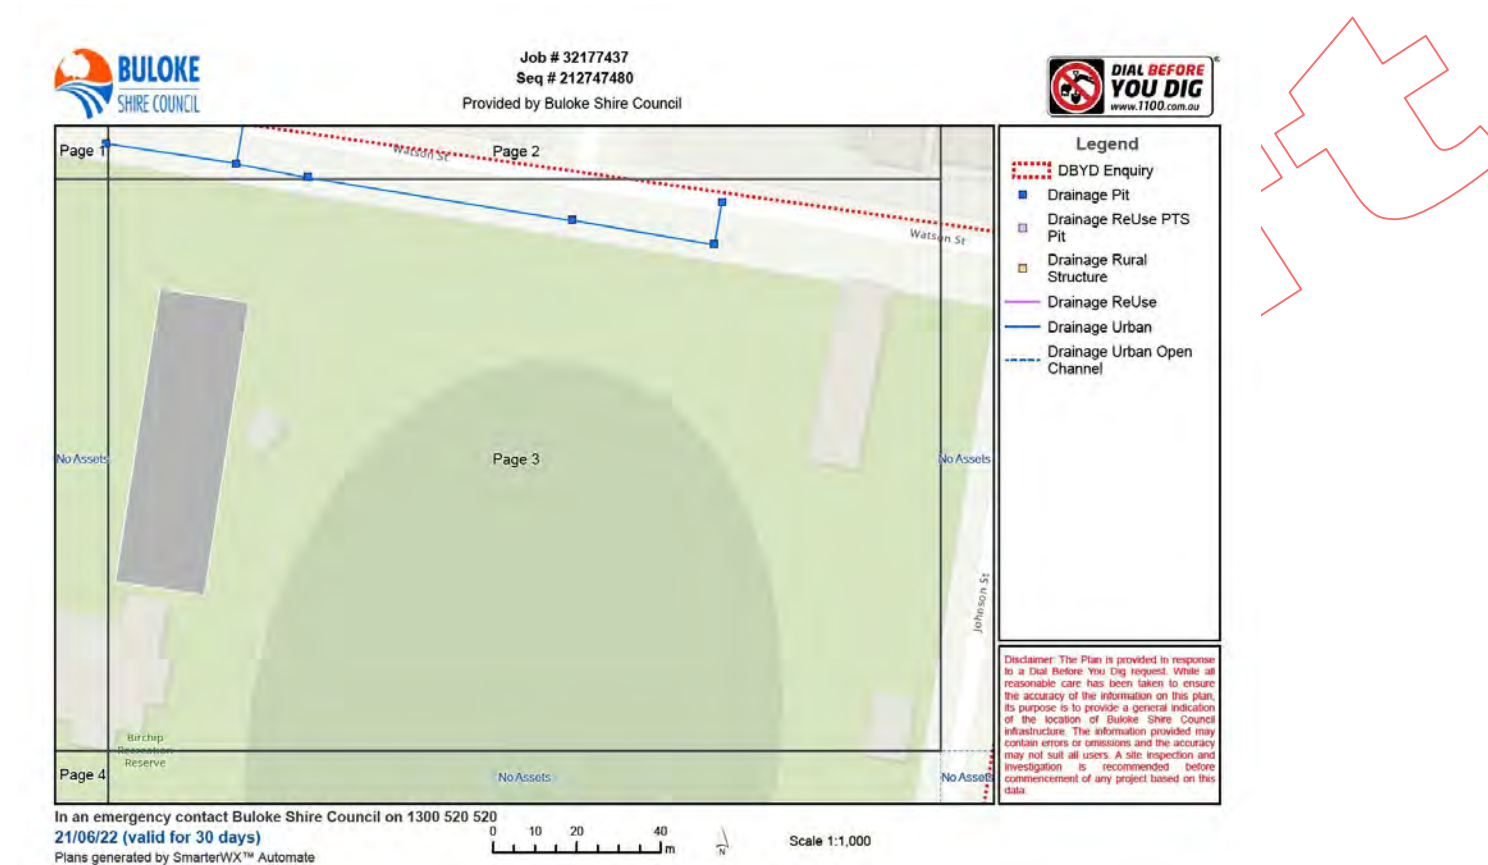 BULOKE
SHIRE COUNCIL
Job # 32177437
Seq # 212747480
Provided by Buloke Shire Council
DIAL BEFORE
YOU DIG
www.1100.com.au
Page 1
Watson St
Page 2
Watson St
No Assets
Page 3
No Assets
Johnson St
Birchip
Recreation
Reserve
Page 4
No Assets
No Assets
Legend
DBYD Enquiry
Drainage Pit
Drainage ReUse PTS
Pit
Drainage Rural
Structure
Drainage ReUse
Drainage Urban
Drainage Urban Open
Channel
Disclaimer: The Plan is provided in response
to a Dial Before You Dig request. While all
reasonable care has been taken to ensure
the accuracy of the information on this plan,
its purpose is to provide a general indication
of the location of Buloke Shire Council
infrastructure. The information provided may
contain errors or omissions and the accuracy
may not suit all users. A site inspection and
investigation is recommended before
commencement of any project based on this
data.
In an emergency contact Buloke Shire Council on 1300 520 520
21/06/22 (valid for 30 days)
Plans generated by SmarterWX™ Automate
0 10 20 40
m
N
Scale 1:1,000